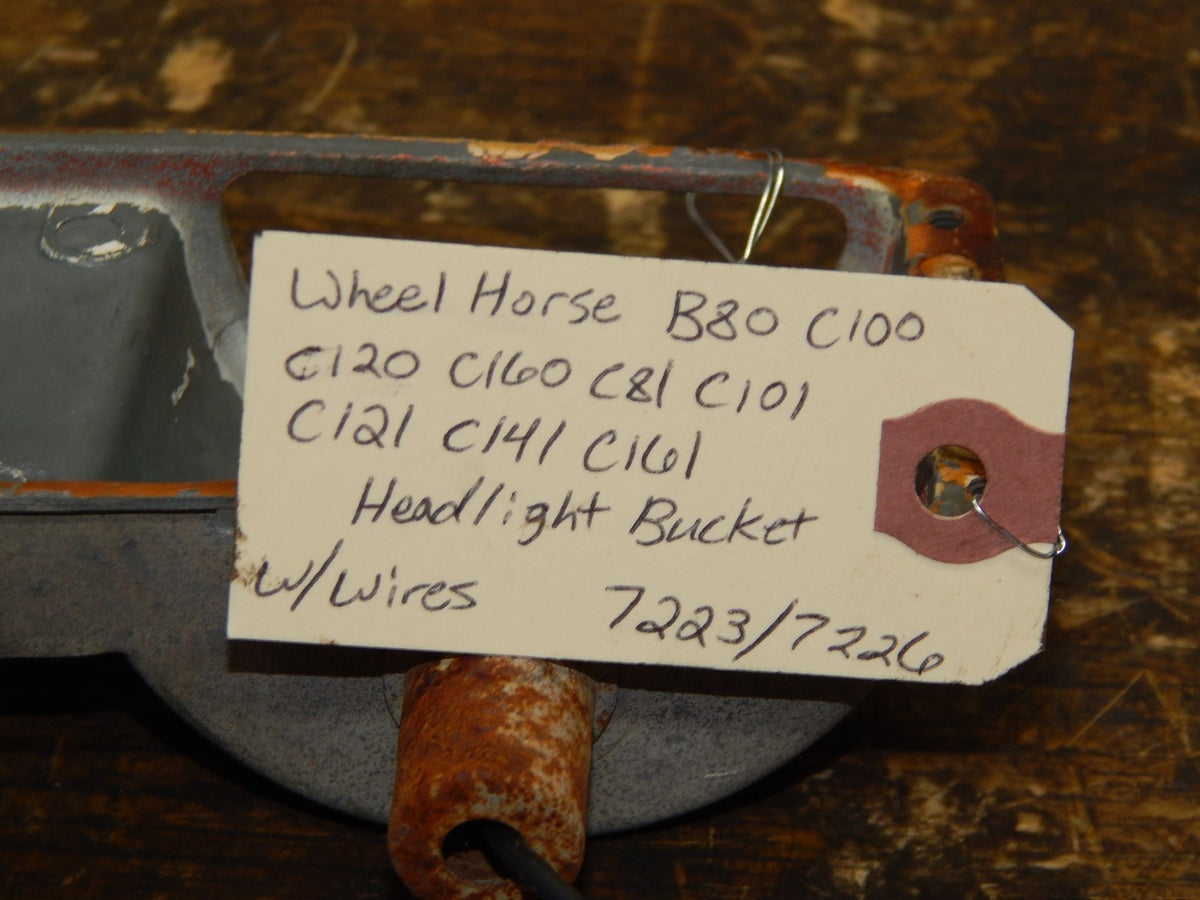 Wheel Horse B80 C100
C120 C160 C81 C101
C121 C141 C161
Headlight Bucket
W/Wires 7223/7226